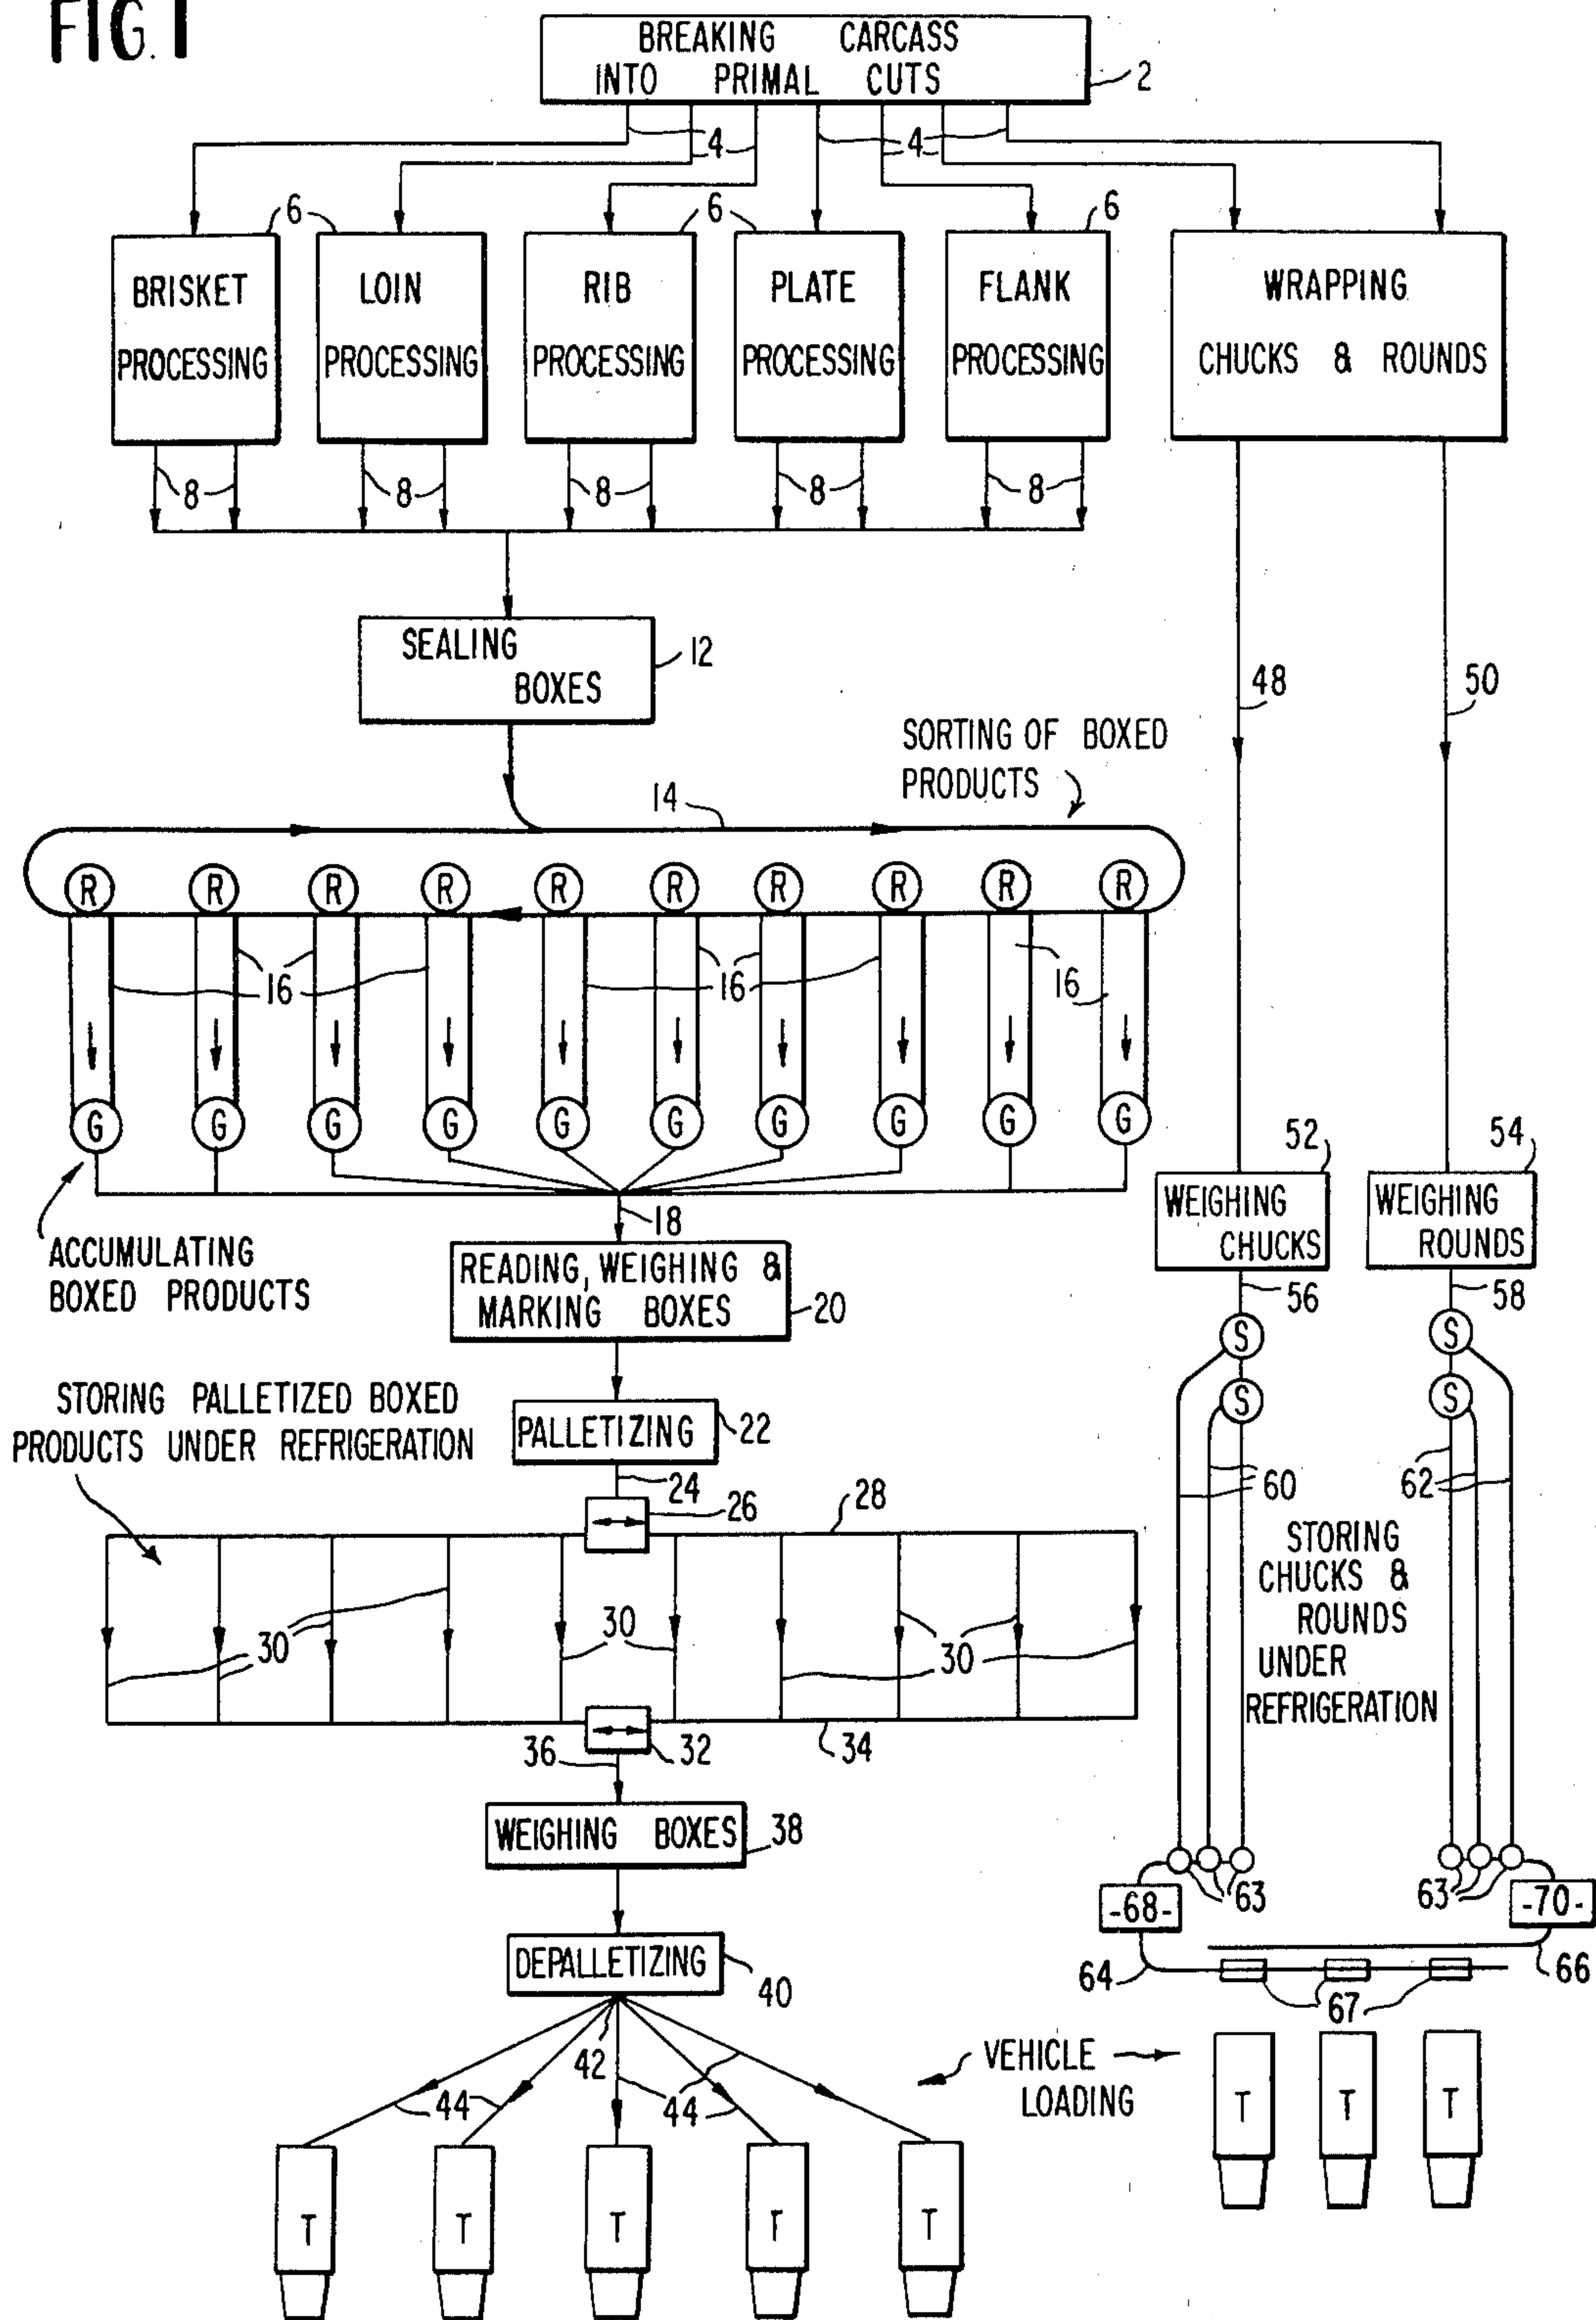 FIG. 1
BREAKING CARCASS
INTO PRIMAL CUTS
2
4
4
6
6
6
BRISKET
PROCESSING
LOIN
PROCESSING
RIB
PROCESSING
PLATE
PROCESSING
FLANK
PROCESSING
WRAPPING
CHUCKS & ROUNDS
8
8
8
8
8
SEALING
BOXES
12
48
50
SORTING OF BOXED
PRODUCTS
14
R R R R R R R R R R
16
16
16
G G G G G G G G G G
ACCUMULATING
BOXED PRODUCTS
18
READING, WEIGHING &
MARKING BOXES
20
52
54
WEIGHING
CHUCKS
WEIGHING
ROUNDS
56
58
S
S
S
S
STORING PALLETIZED BOXED
PRODUCTS UNDER REFRIGERATION
PALLETIZING
22
24
26
28
60
62
30
30
30
STORING
CHUCKS &
ROUNDS
UNDER
REFRIGERATION
36
32
34
WEIGHING BOXES
38
63
63
-68-
-70-
DEPALLETIZING
40
64
66
67
42
44
44
VEHICLE
LOADING
T T T
T T T T T